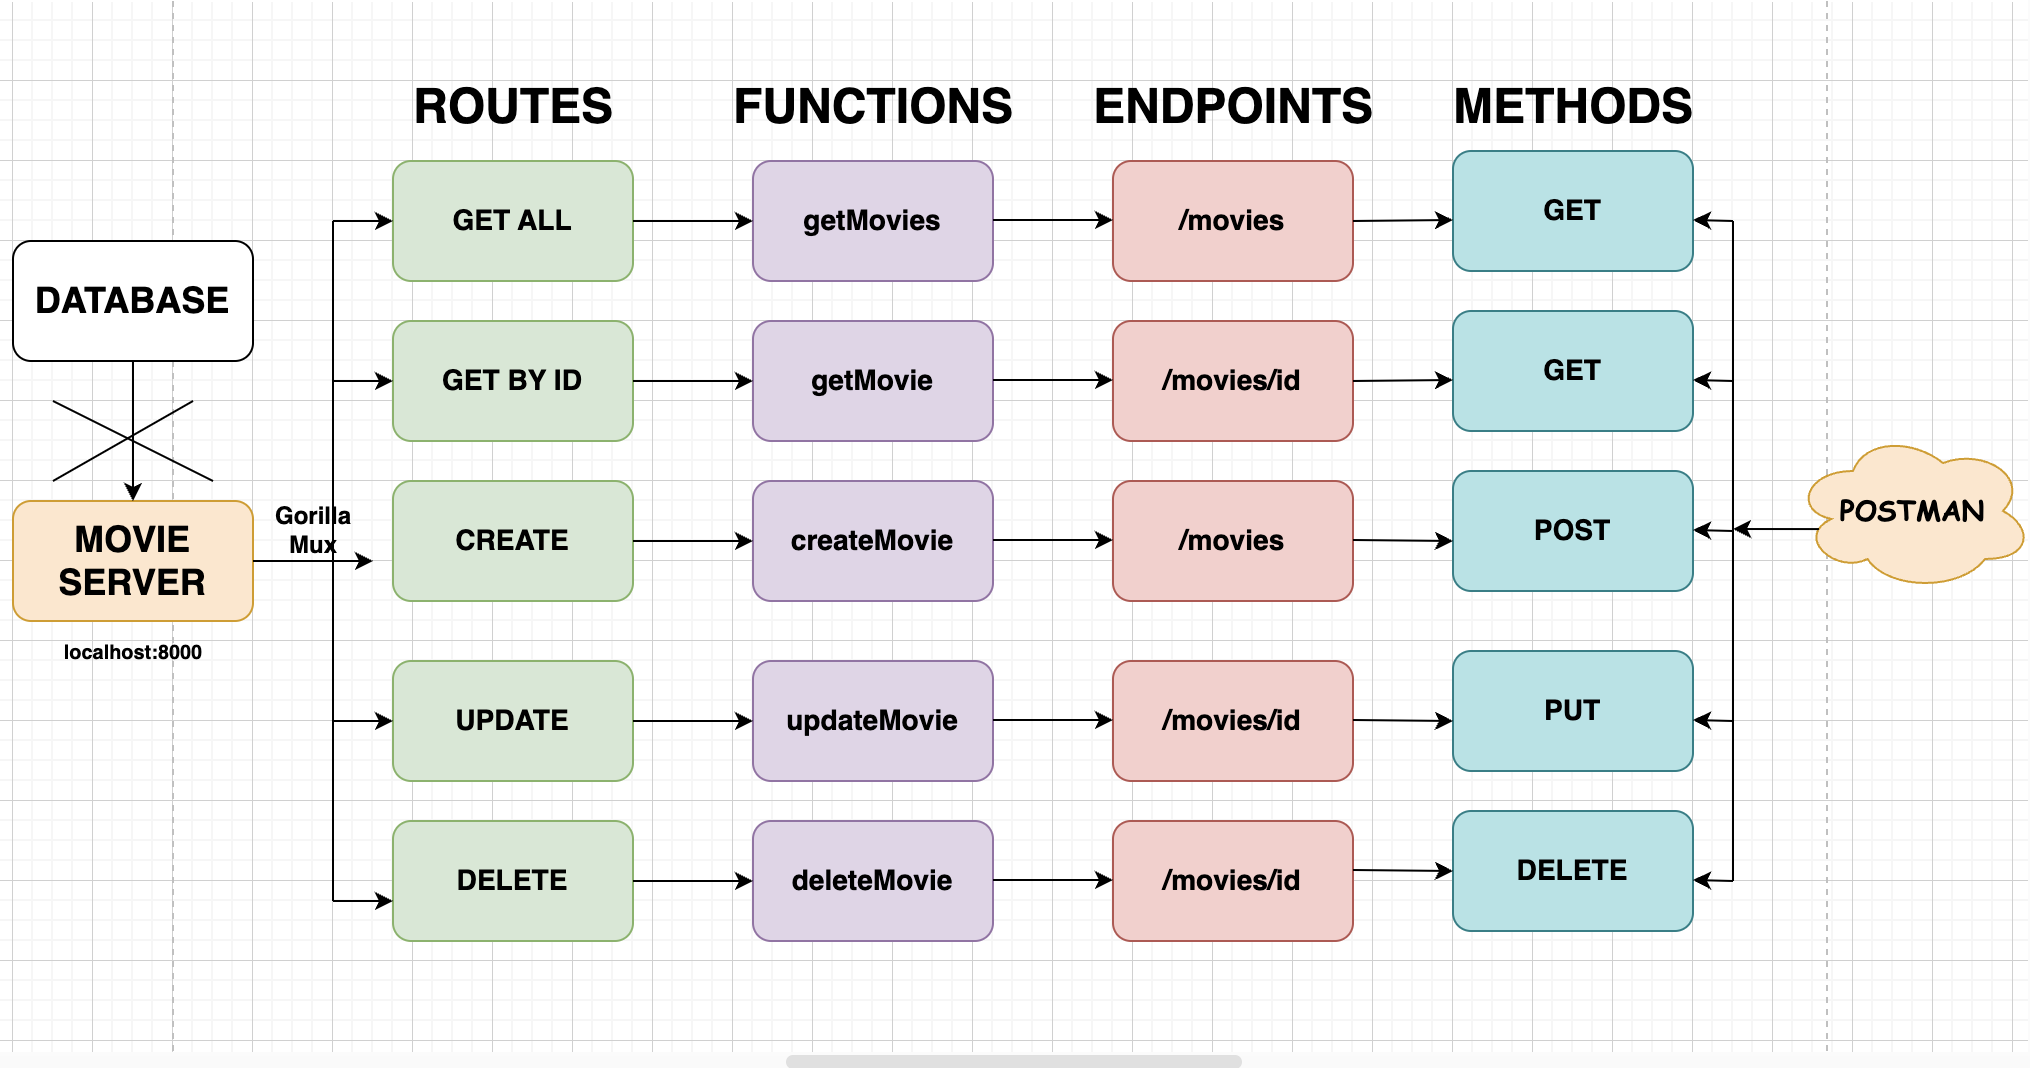 ROUTES
FUNCTIONS
ENDPOINTS
METHODS
GET ALL
getMovies
/movies
GET
DATABASE
GET BY ID
getMovie
/movies/id
GET
MOVIE
SERVER
localhost:8000
Gorilla
Mux
CREATE
createMovie
/movies
POST
POSTMAN
UPDATE
updateMovie
/movies/id
PUT
DELETE
deleteMovie
/movies/id
DELETE